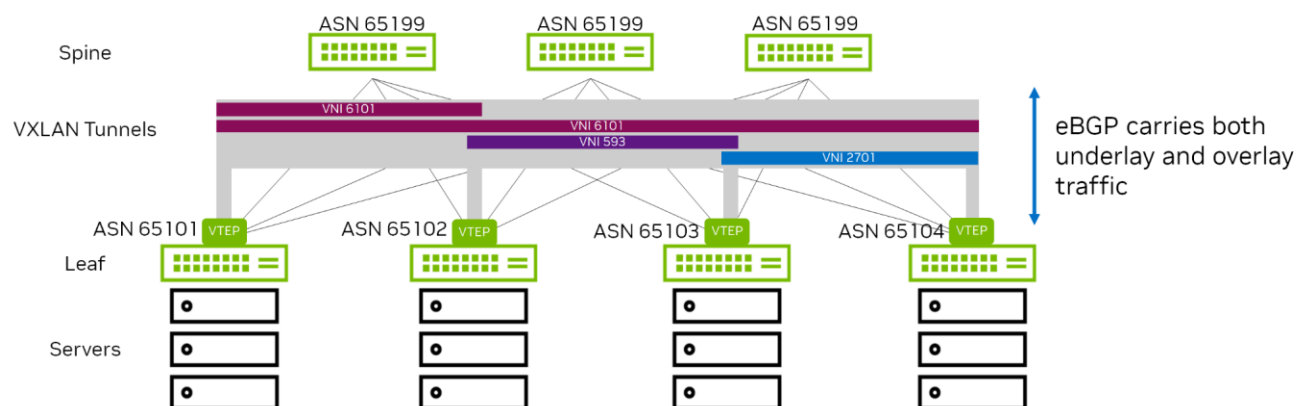 ASN 65199
ASN 65199
ASN 65199
Spine
VNI 6101
VXLAN Tunnels
VNI 6101
VNI 593
VNI 2701
eBGP carries both
underlay and overlay
traffic
ASN 65101
VTEP
ASN 65102
VTEP
ASN 65103
VTEP
ASN 65104
VTEP
Leaf
Servers